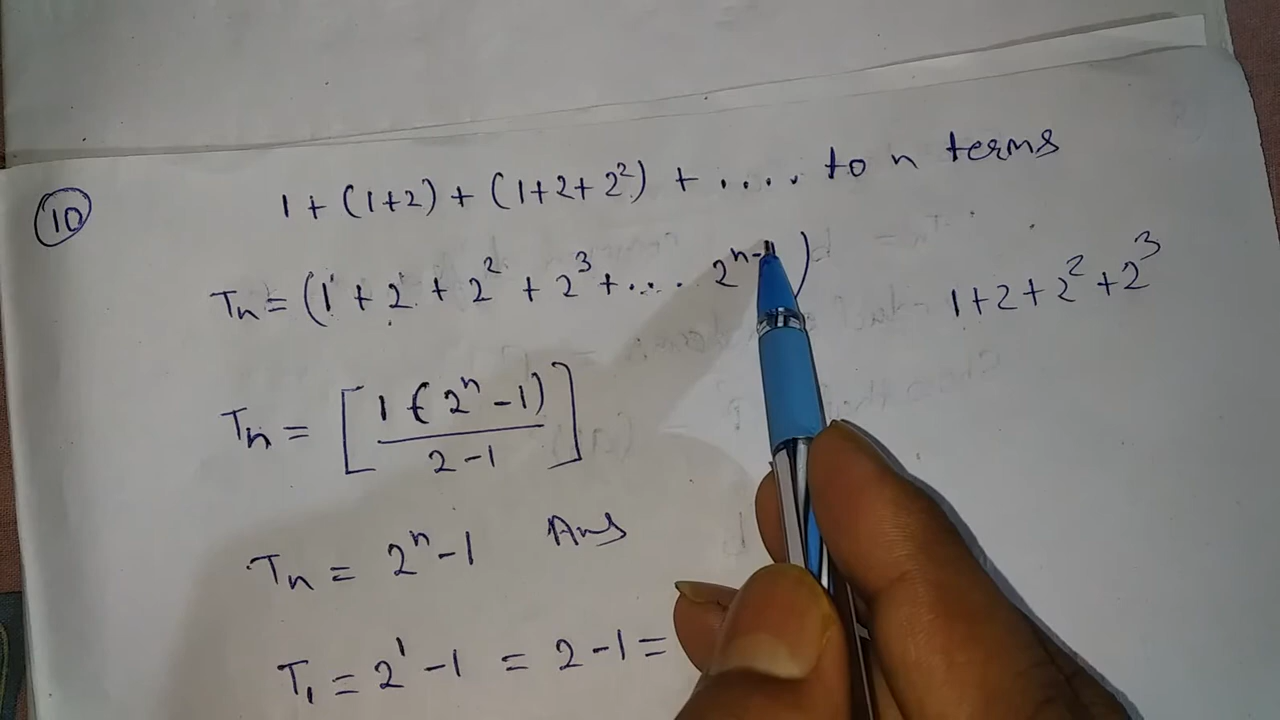 10
1 + (1+2) + (1+2+2²) + .... to n terms
Tn = (1 + 2 + 2² + 2³ + .... 2ⁿ⁻¹) 1+2+2²+2³
Tn = [1(2ⁿ-1)/2-1]
Tn = 2ⁿ-1 Ans
T₁ = 2¹-1 = 2-1 =